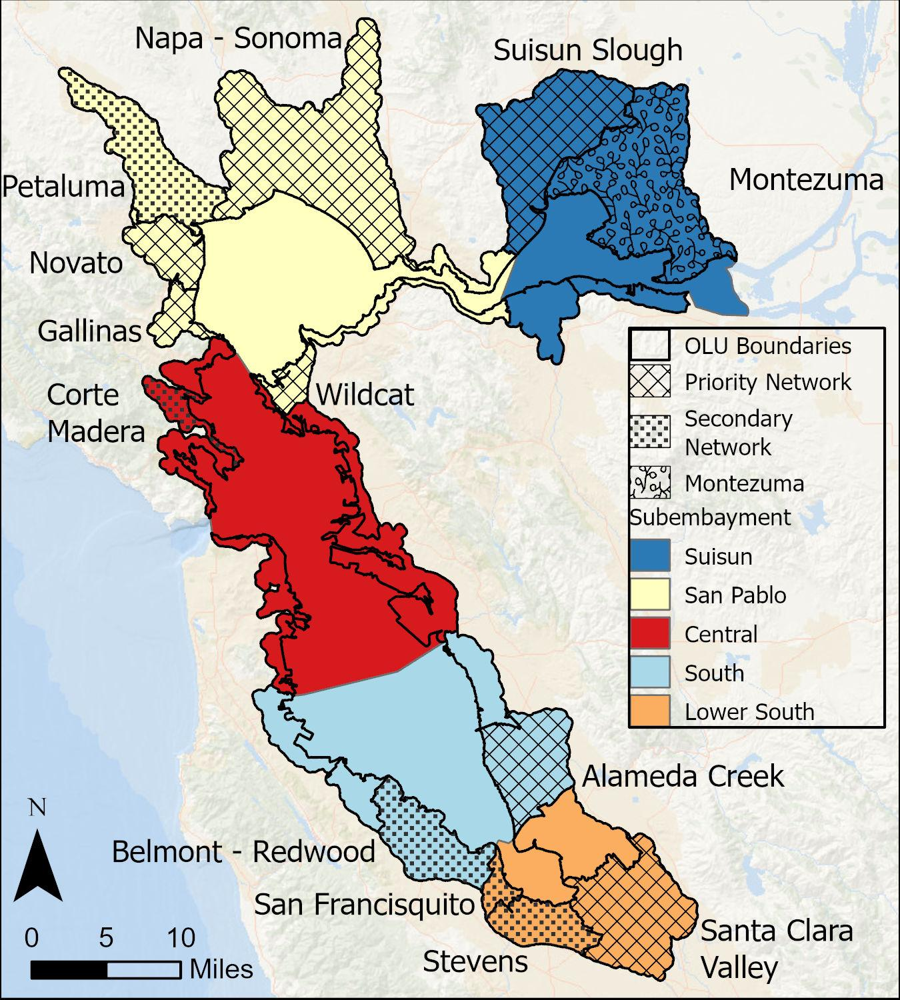 Napa - Sonoma
Suisun Slough
Petaluma
Montezuma
Novato
Gallinas
Corte
Madera
Wildcat
OLU Boundaries
Priority Network
Secondary
Network
Montezuma
Subembayment
Suisun
San Pablo
Central
South
Lower South
Alameda Creek
N
Belmont - Redwood
San Francisquito
Santa Clara
Valley
Stevens
0 5 10
Miles